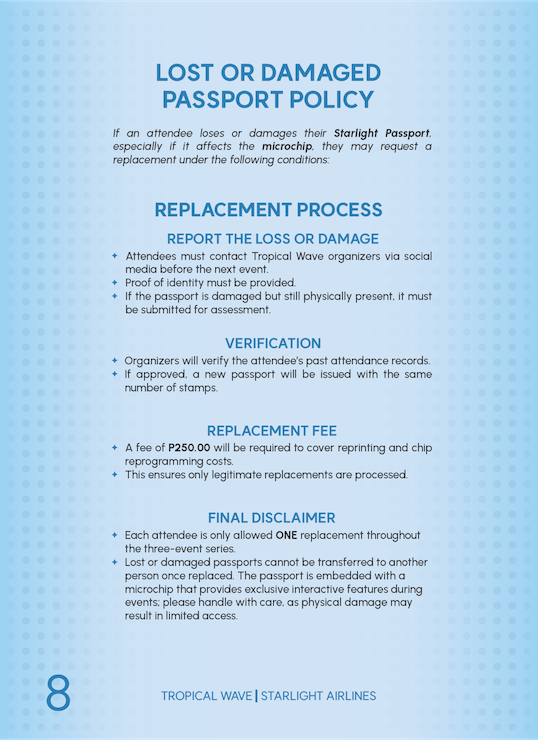 LOST OR DAMAGED
PASSPORT POLICY
If an attendee loses or damages their Starlight Passport,
especially if it affects the microchip, they may request a
replacement under the following conditions:
REPLACEMENT PROCESS
REPORT THE LOSS OR DAMAGE
✦ Attendees must contact Tropical Wave organizers via social
media before the next event.
✦ Proof of identity must be provided.
✦ If the passport is damaged but still physically present, it must
be submitted for assessment.
VERIFICATION
✦ Organizers will verify the attendee's past attendance records.
✦ If approved, a new passport will be issued with the same
number of stamps.
REPLACEMENT FEE
✦ A fee of P250.00 will be required to cover reprinting and chip
reprogramming costs.
✦ This ensures only legitimate replacements are processed.
FINAL DISCLAIMER
✦ Each attendee is only allowed ONE replacement throughout
the three-event series.
✦ Lost or damaged passports cannot be transferred to another
person once replaced. The passport is embedded with a
microchip that provides exclusive interactive features during
events; please handle with care, as physical damage may
result in limited access.
8
TROPICAL WAVE | STARLIGHT AIRLINES